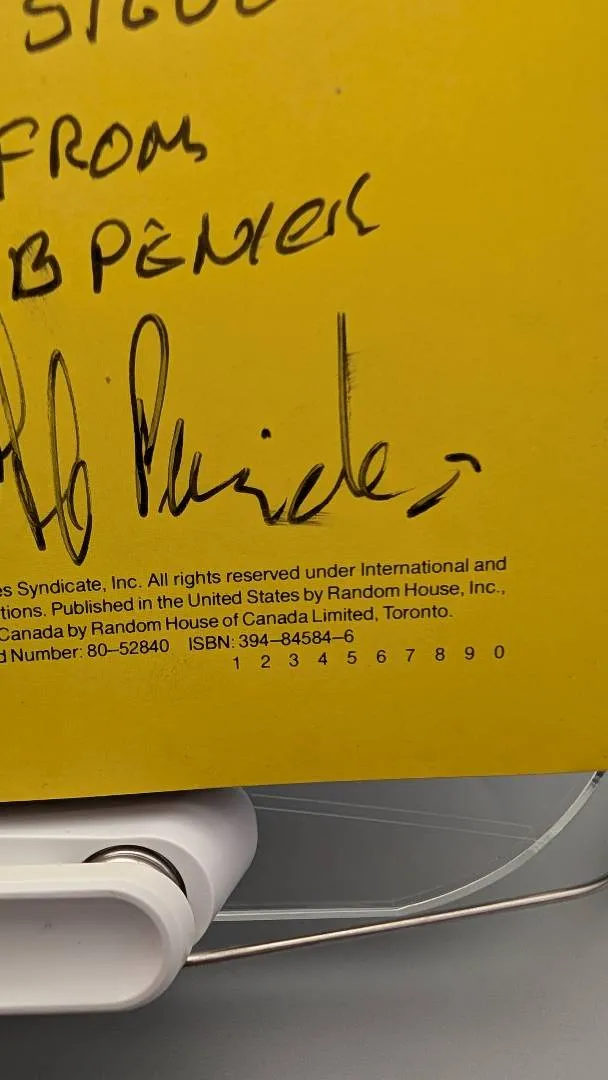 FROM
B PENIEK
es Syndicate, Inc. All rights reserved under International and
tions. Published in the United States by Random House, Inc.,
Canada by Random House of Canada Limited, Toronto.
d Number: 80–52840 ISBN: 394–84584–6
1 2 3 4 5 6 7 8 9 0